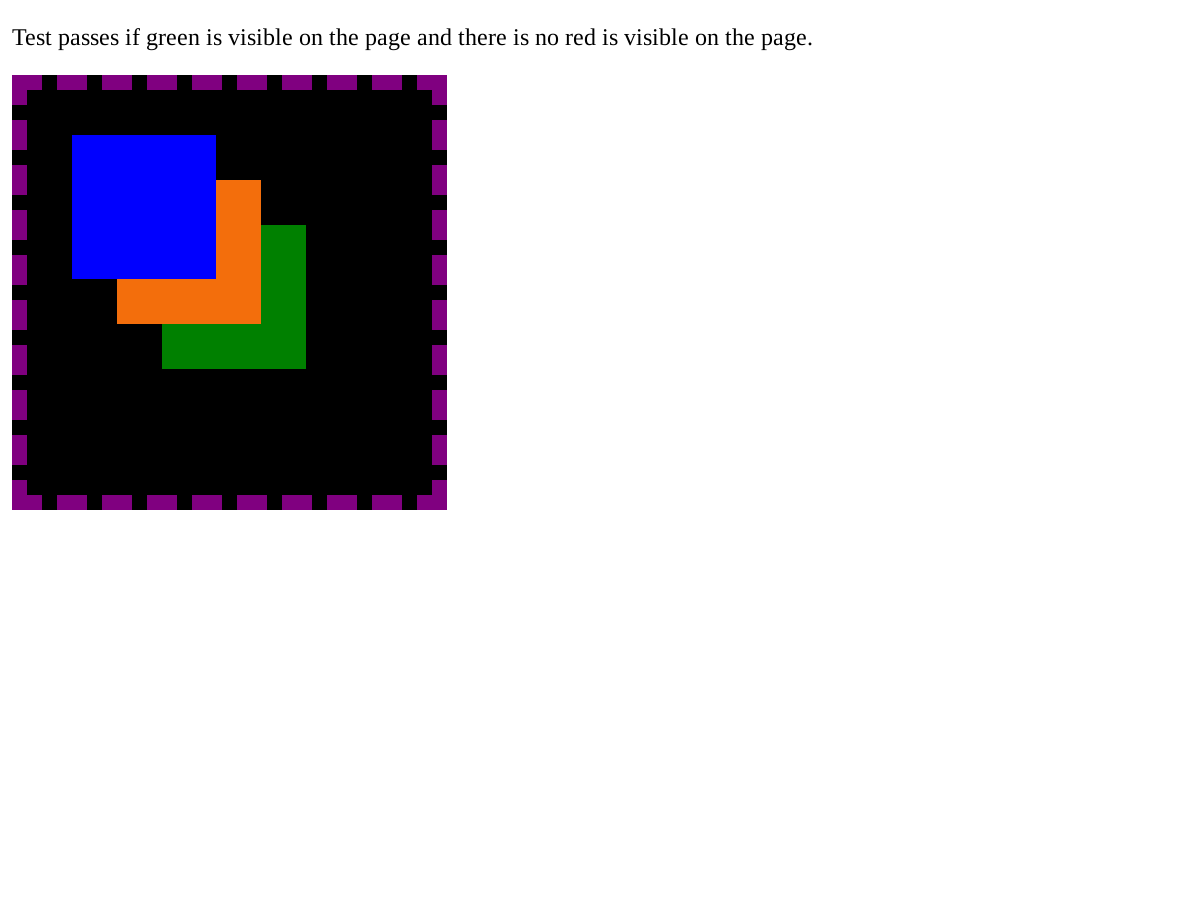 Test passes if green is visible on the page and there is no red is visible on the page.